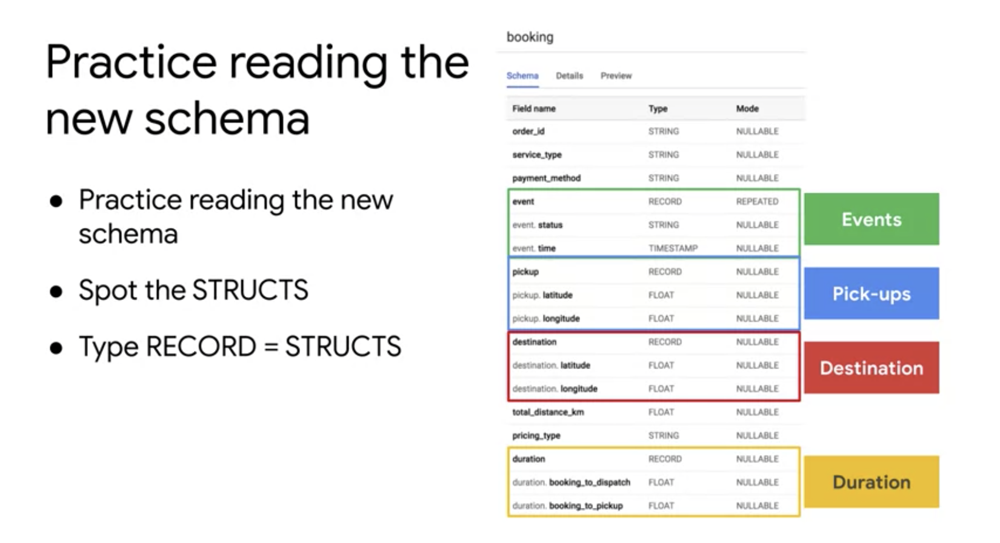 Practice reading the
new schema
● Practice reading the new
schema
● Spot the STRUCTS
● Type RECORD = STRUCTS
booking
Schema Details Preview
Field name Type Mode
order_id STRING NULLABLE
service_type STRING NULLABLE
payment_method STRING NULLABLE
event RECORD REPEATED
event. status STRING NULLABLE
event. time TIMESTAMP NULLABLE
Events
pickup RECORD NULLABLE
pickup. latitude FLOAT NULLABLE
pickup. longitude FLOAT NULLABLE
Pick-ups
destination RECORD NULLABLE
destination. latitude FLOAT NULLABLE
destination. longitude FLOAT NULLABLE
Destination
total_distance_km FLOAT NULLABLE
pricing_type STRING NULLABLE
duration RECORD NULLABLE
duration. booking_to_dispatch FLOAT NULLABLE
duration. booking_to_pickup FLOAT NULLABLE
Duration